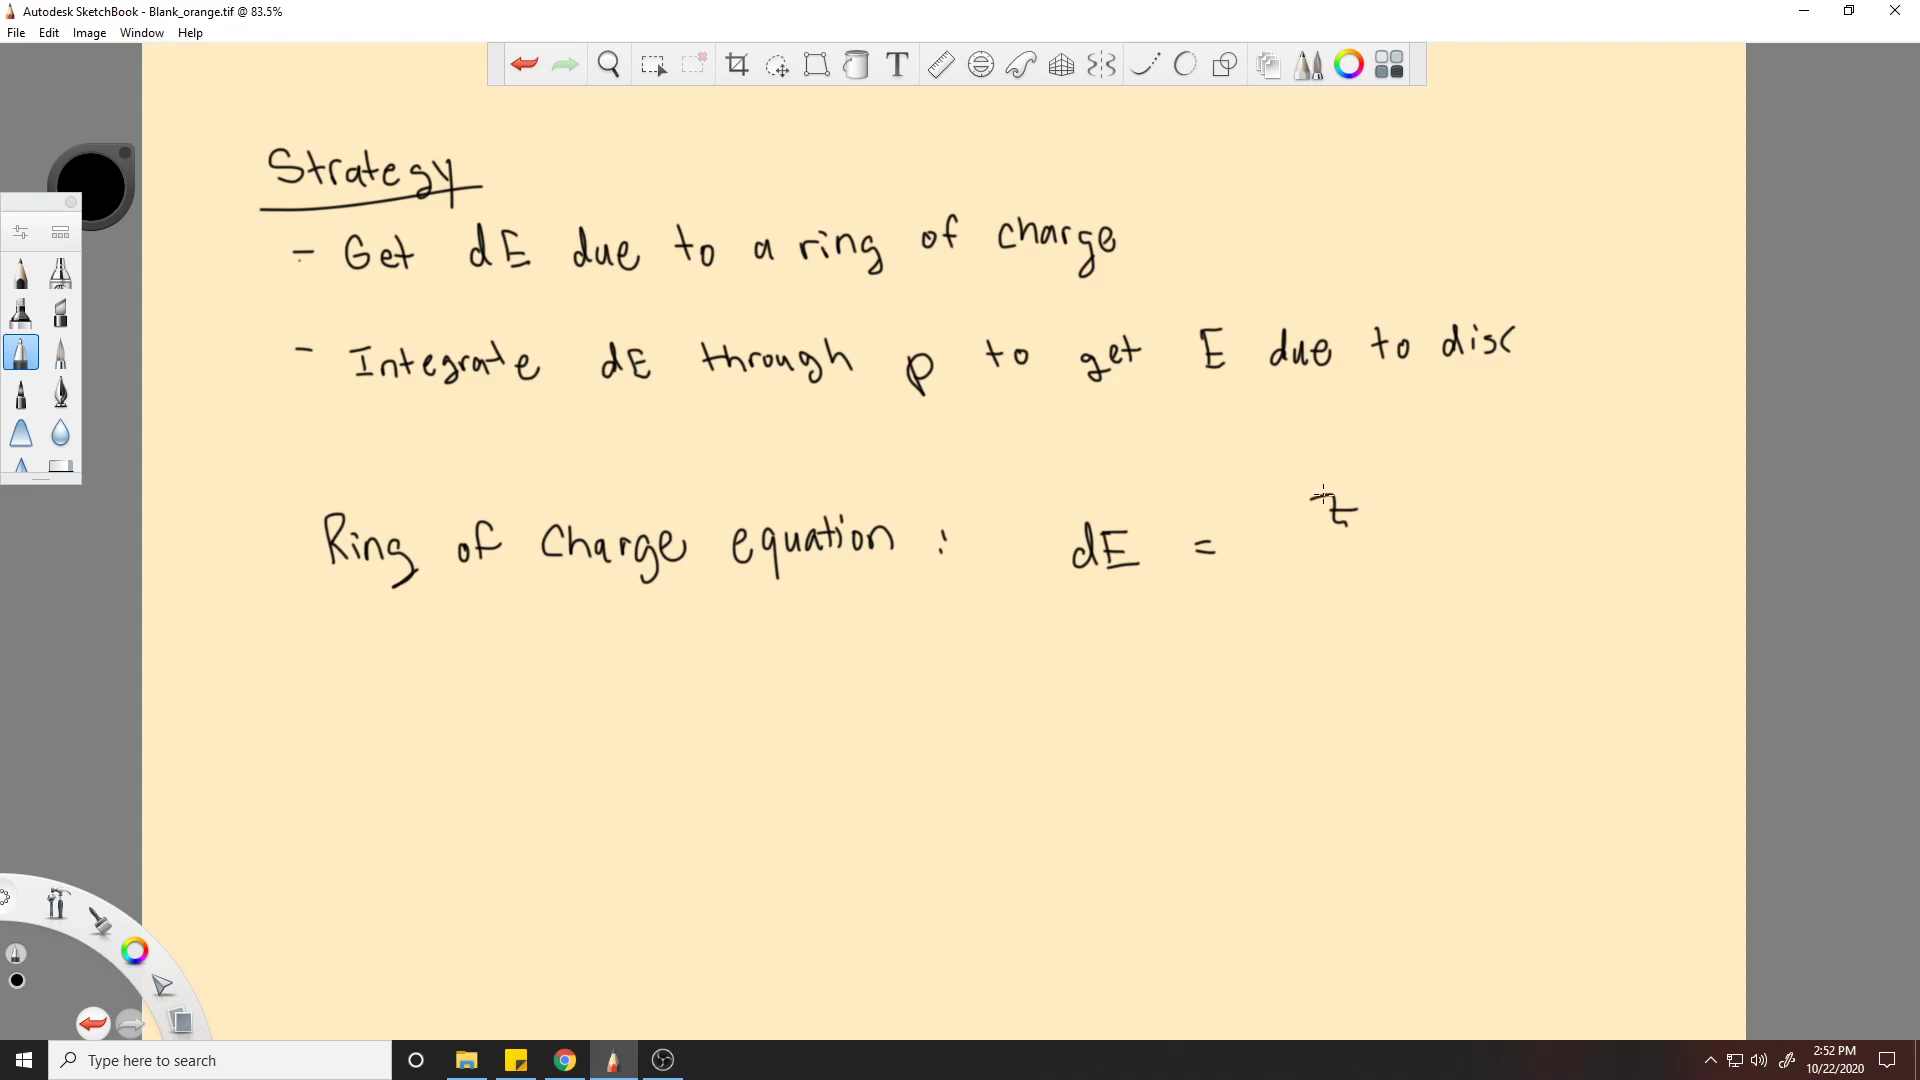 Autodesk SketchBook - Blank_orange.tif @ 83.5%
File Edit Image Window Help
T
Strategy
- Get dE due to a ring of charge
- Integrate dE through ρ to get E due to disc
Ring of Charge equation : dE = z
Type here to search
2:52 PM
10/22/2020